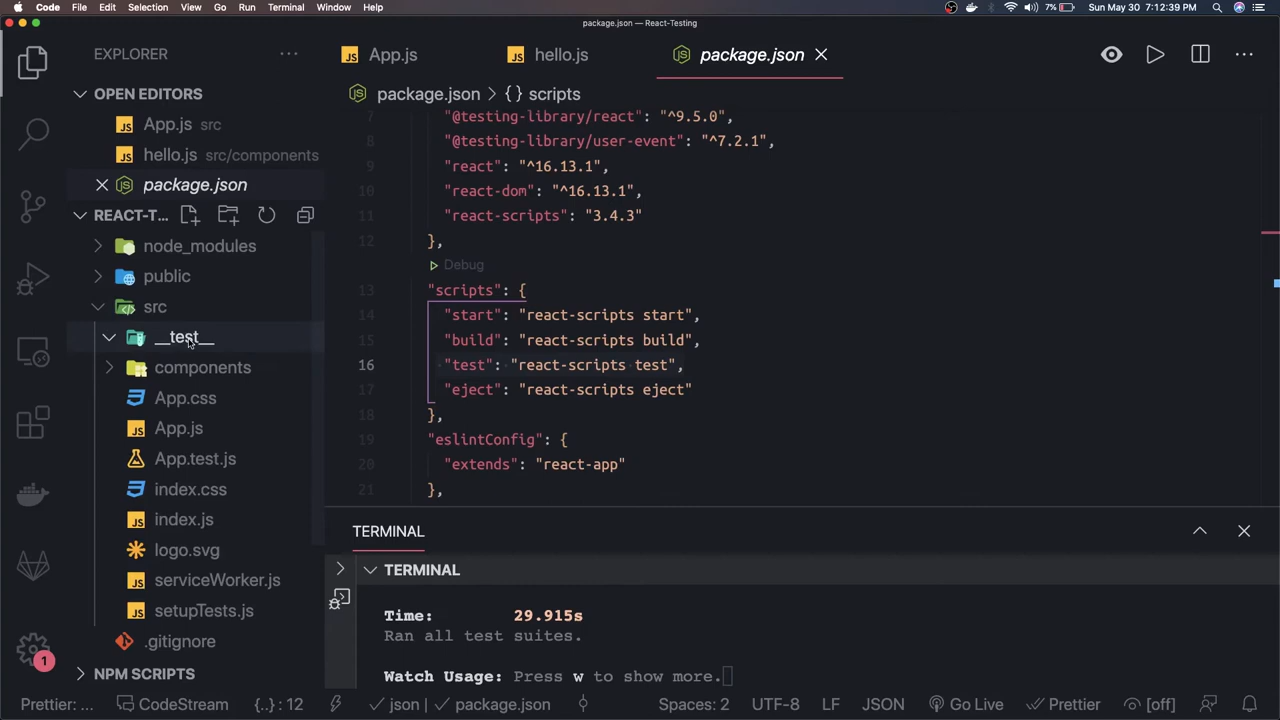 Code File Edit Selection View Go Run Terminal Window Help 7% Sun May 30 7:12:39 PM
package.json — React-Testing
EXPLORER
App.js
hello.js
package.json
OPEN EDITORS
App.js src
hello.js src/components
package.json
REACT-T...
node_modules
public
src
__test__
components
App.css
App.js
App.test.js
index.css
index.js
logo.svg
serviceWorker.js
setupTests.js
.gitignore
NPM SCRIPTS
1
package.json > {} scripts
7 "@testing-library/react": "^9.5.0",
8 "@testing-library/user-event": "^7.2.1",
9 "react": "^16.13.1",
10 "react-dom": "^16.13.1",
11 "react-scripts": "3.4.3"
12 },
Debug
13 "scripts": {
14 "start": "react-scripts start",
15 "build": "react-scripts build",
16 "test": "react-scripts test",
17 "eject": "react-scripts eject"
18 },
19 "eslintConfig": {
20 "extends": "react-app"
21 },
TERMINAL
TERMINAL
Time: 29.915s
Ran all test suites.
Watch Usage: Press w to show more.
Prettier: ... CodeStream {..} : 12 json package.json Spaces: 2 UTF-8 LF JSON Go Live Prettier [off]